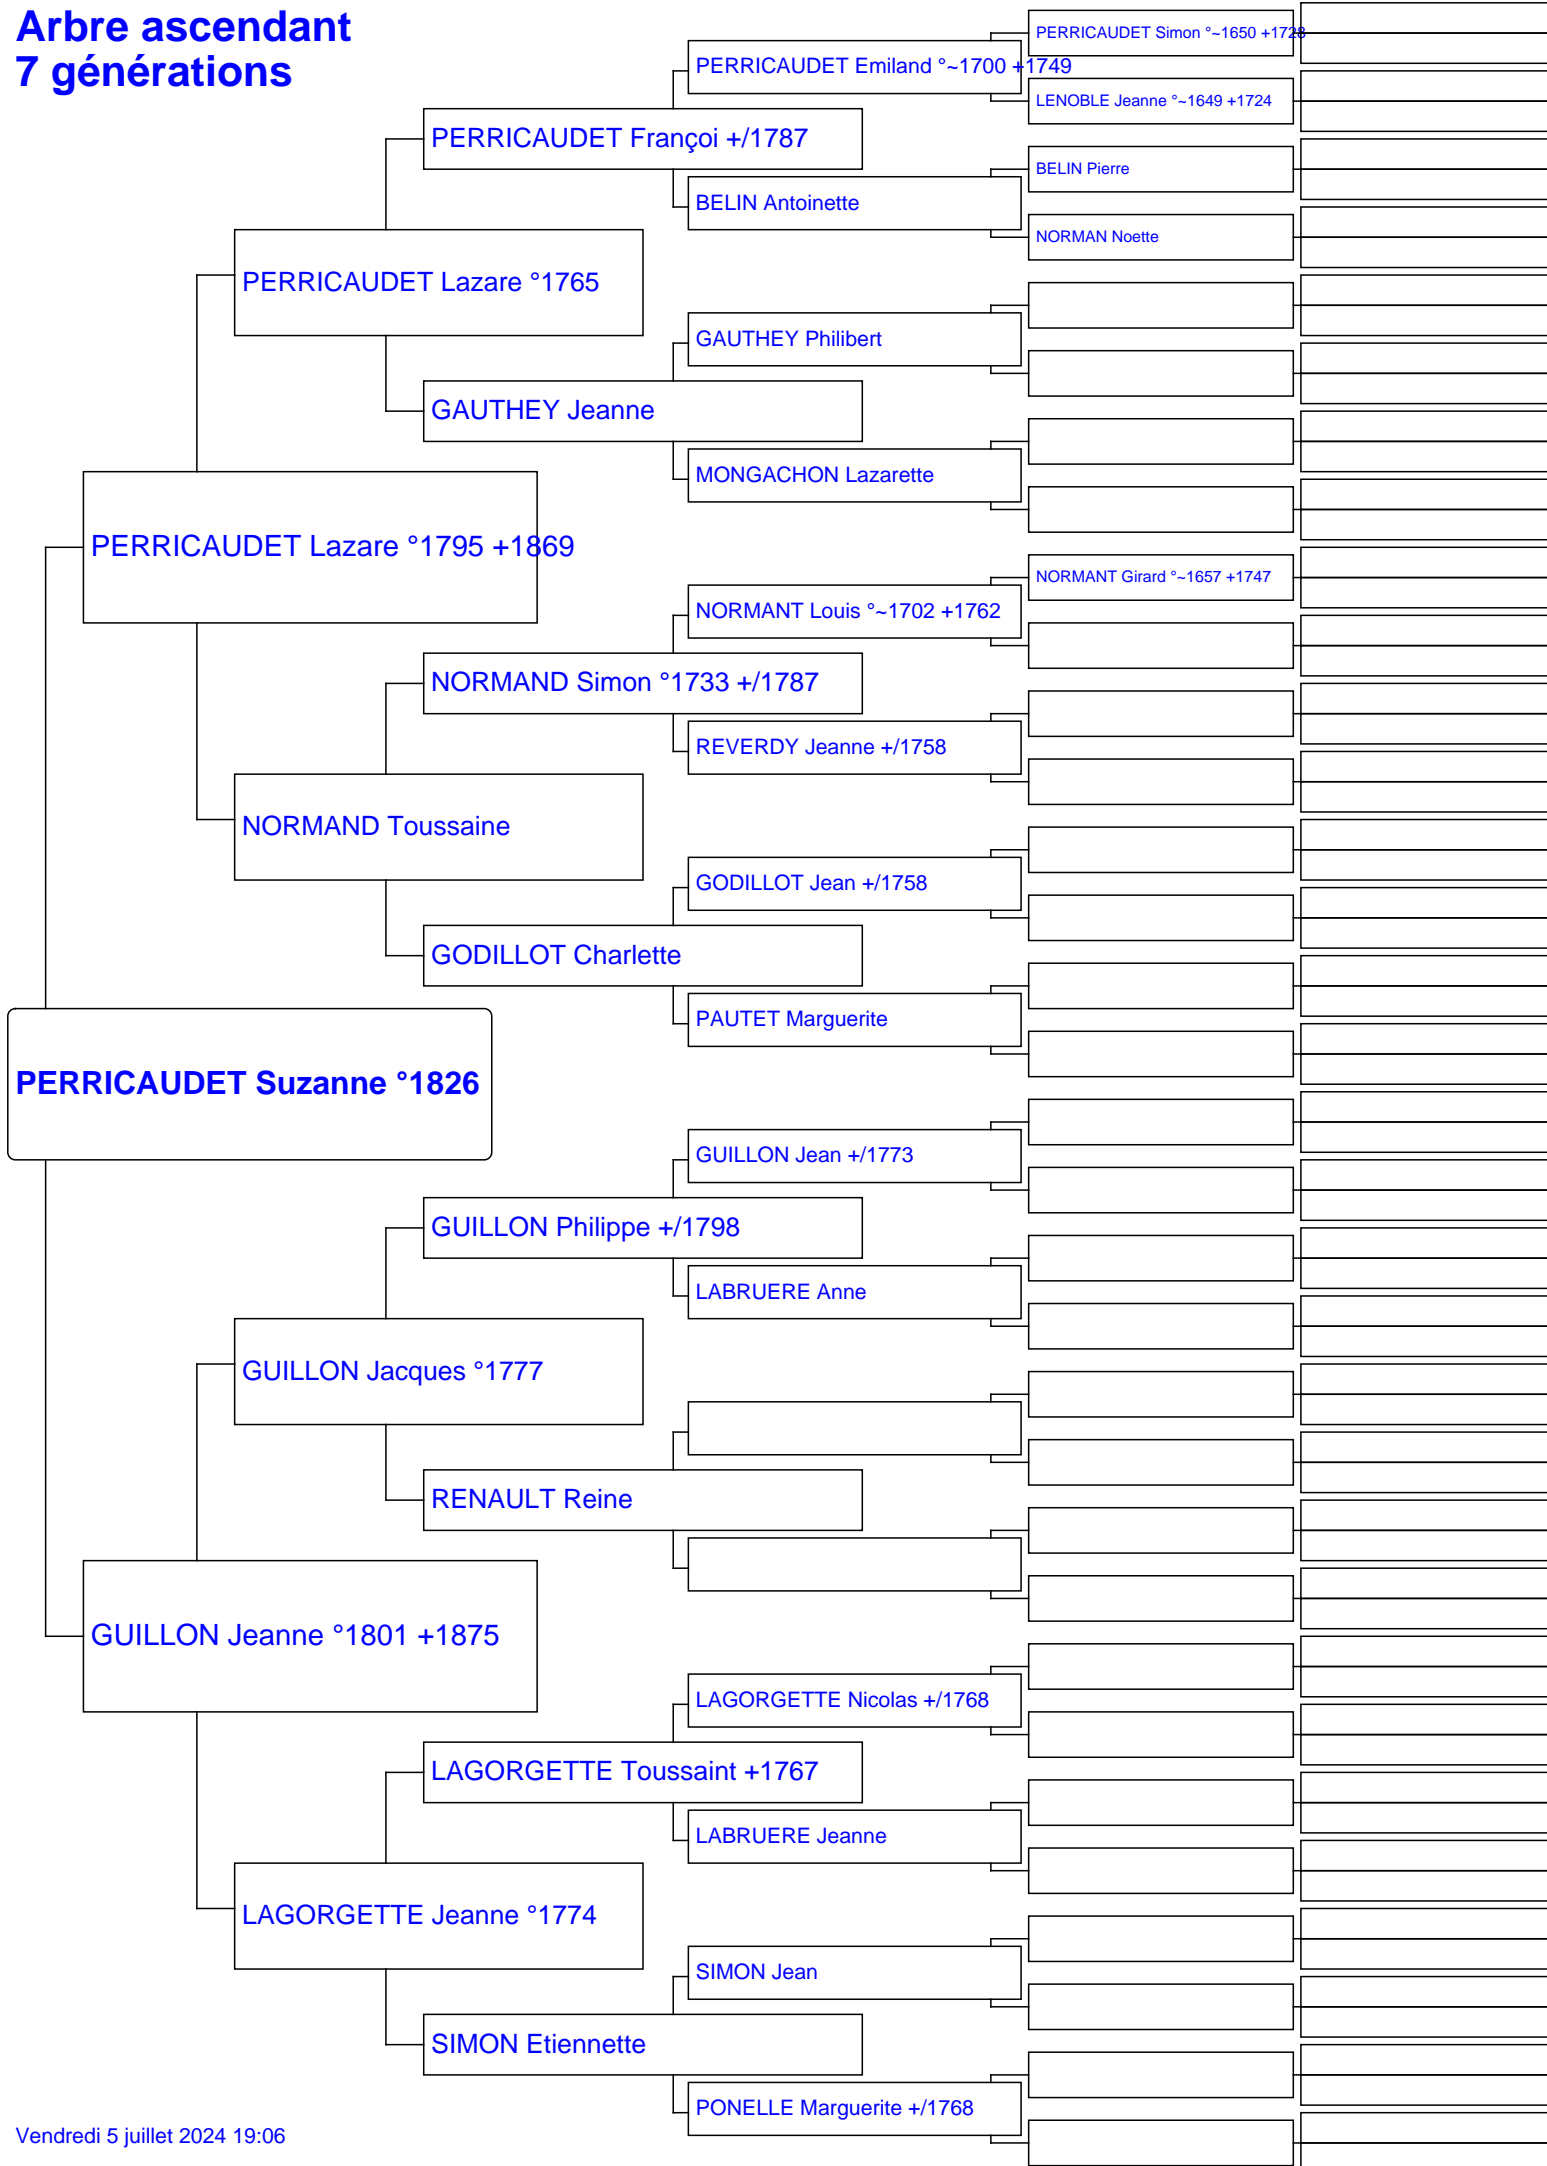 Arbre ascendant
7 générations
PERRICAUDET Simon °~1650 +1728
PERRICAUDET Emiland °~1700 +1749
LENOBLE Jeanne °~1649 +1724
PERRICAUDET Françoi +/1787
BELIN Pierre
BELIN Antoinette
NORMAN Noette
PERRICAUDET Lazare °1765
GAUTHEY Philibert
GAUTHEY Jeanne
MONGACHON Lazarette
PERRICAUDET Lazare °1795 +1869
NORMANT Girard °~1657 +1747
NORMANT Louis °~1702 +1762
NORMAND Simon °1733 +/1787
REVERDY Jeanne +/1758
NORMAND Toussaine
GODILLOT Jean +/1758
GODILLOT Charlette
PAUTET Marguerite
PERRICAUDET Suzanne °1826
GUILLON Jean +/1773
GUILLON Philippe +/1798
LABRUERE Anne
GUILLON Jacques °1777
RENAULT Reine
GUILLON Jeanne °1801 +1875
LAGORGETTE Nicolas +/1768
LAGORGETTE Toussaint +1767
LABRUERE Jeanne
LAGORGETTE Jeanne °1774
SIMON Jean
SIMON Etiennette
PONELLE Marguerite +/1768
Vendredi 5 juillet 2024 19:06